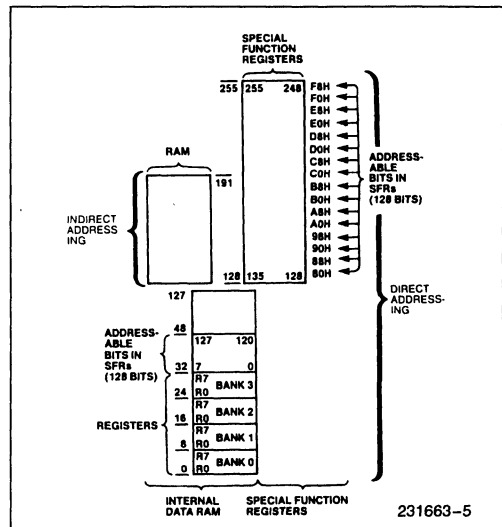 SPECIAL
FUNCTION
REGISTERS
255 255 248
F8H
F0H
E8H
E0H
D8H
D0H
C8H
C0H
B8H
B0H
A8H
A0H
98H
90H
88H
80H
ADDRESS-
ABLE
BITS IN
SFRs
(128 BITS)
RAM
191
INDIRECT
ADDRESS
ING
128 135 128
DIRECT
ADDRESS-
ING
127
48
ADDRESS-
ABLE
BITS IN
SFRs
(128 BITS)
127 120
32 7 0
REGISTERS
R7
R0 BANK 3
24
R7
R0 BANK 2
16
R7
R0 BANK 1
8
R7
R0 BANK 0
0
INTERNAL
DATA RAM
SPECIAL FUNCTION
REGISTERS
231663-5